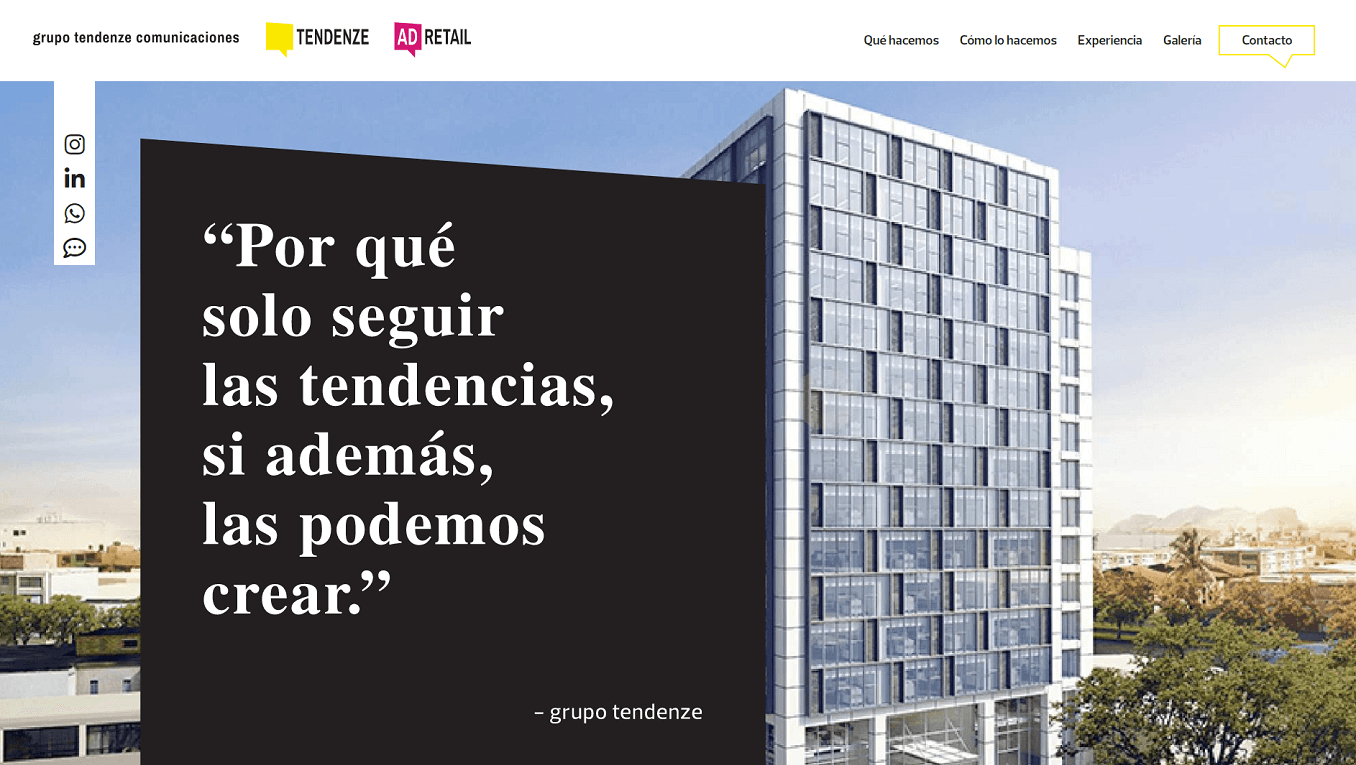 grupo tendenze comunicaciones
TENDENZE
AD RETAIL
Qué hacemos
Cómo lo hacemos
Experiencia
Galería
Contacto
“Por qué
solo seguir
las tendencias,
si además,
las podemos
crear.”
– grupo tendenze